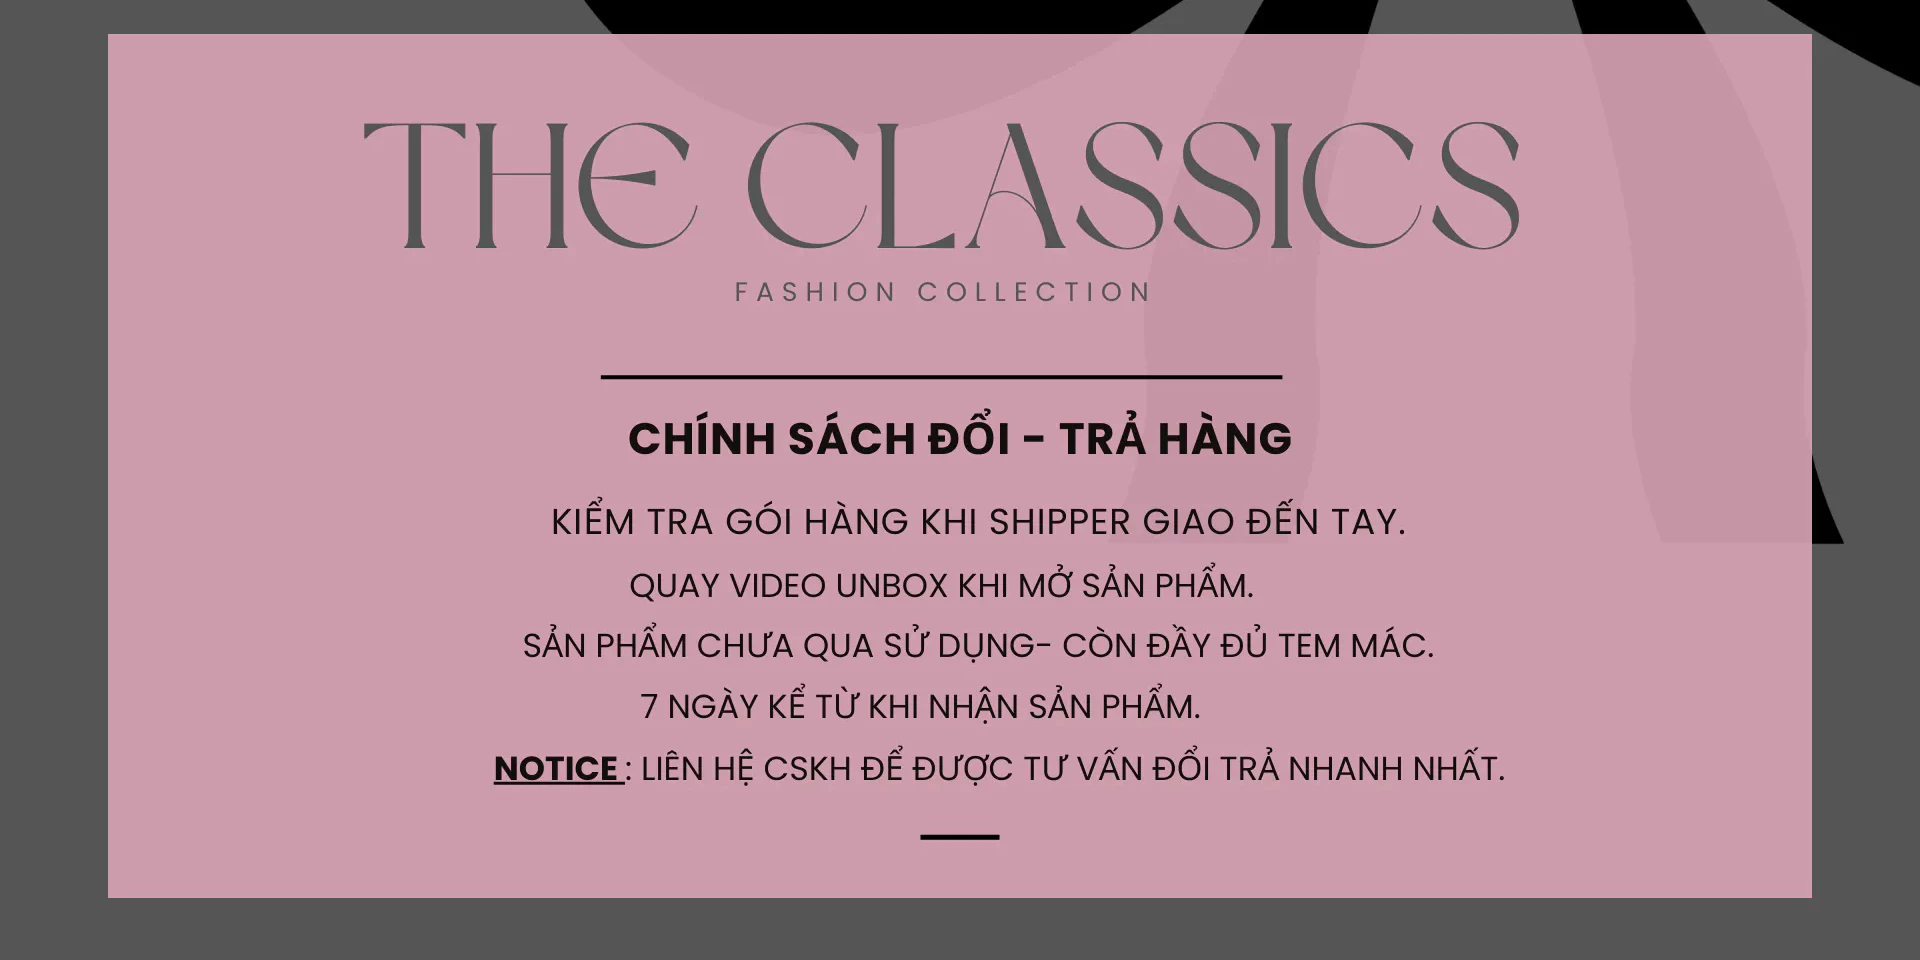 THE CLASSICS
FASHION COLLECTION
CHÍNH SÁCH ĐỔI - TRẢ HÀNG
KIỂM TRA GÓI HÀNG KHI SHIPPER GIAO ĐẾN TAY.
QUAY VIDEO UNBOX KHI MỞ SẢN PHẨM.
SẢN PHẨM CHƯA QUA SỬ DỤNG- CÒN ĐẦY ĐỦ TEM MÁC.
7 NGÀY KỂ TỪ KHI NHẬN SẢN PHẨM.
NOTICE : LIÊN HỆ CSKH ĐỂ ĐƯỢC TƯ VẤN ĐỔI TRẢ NHANH NHẤT.